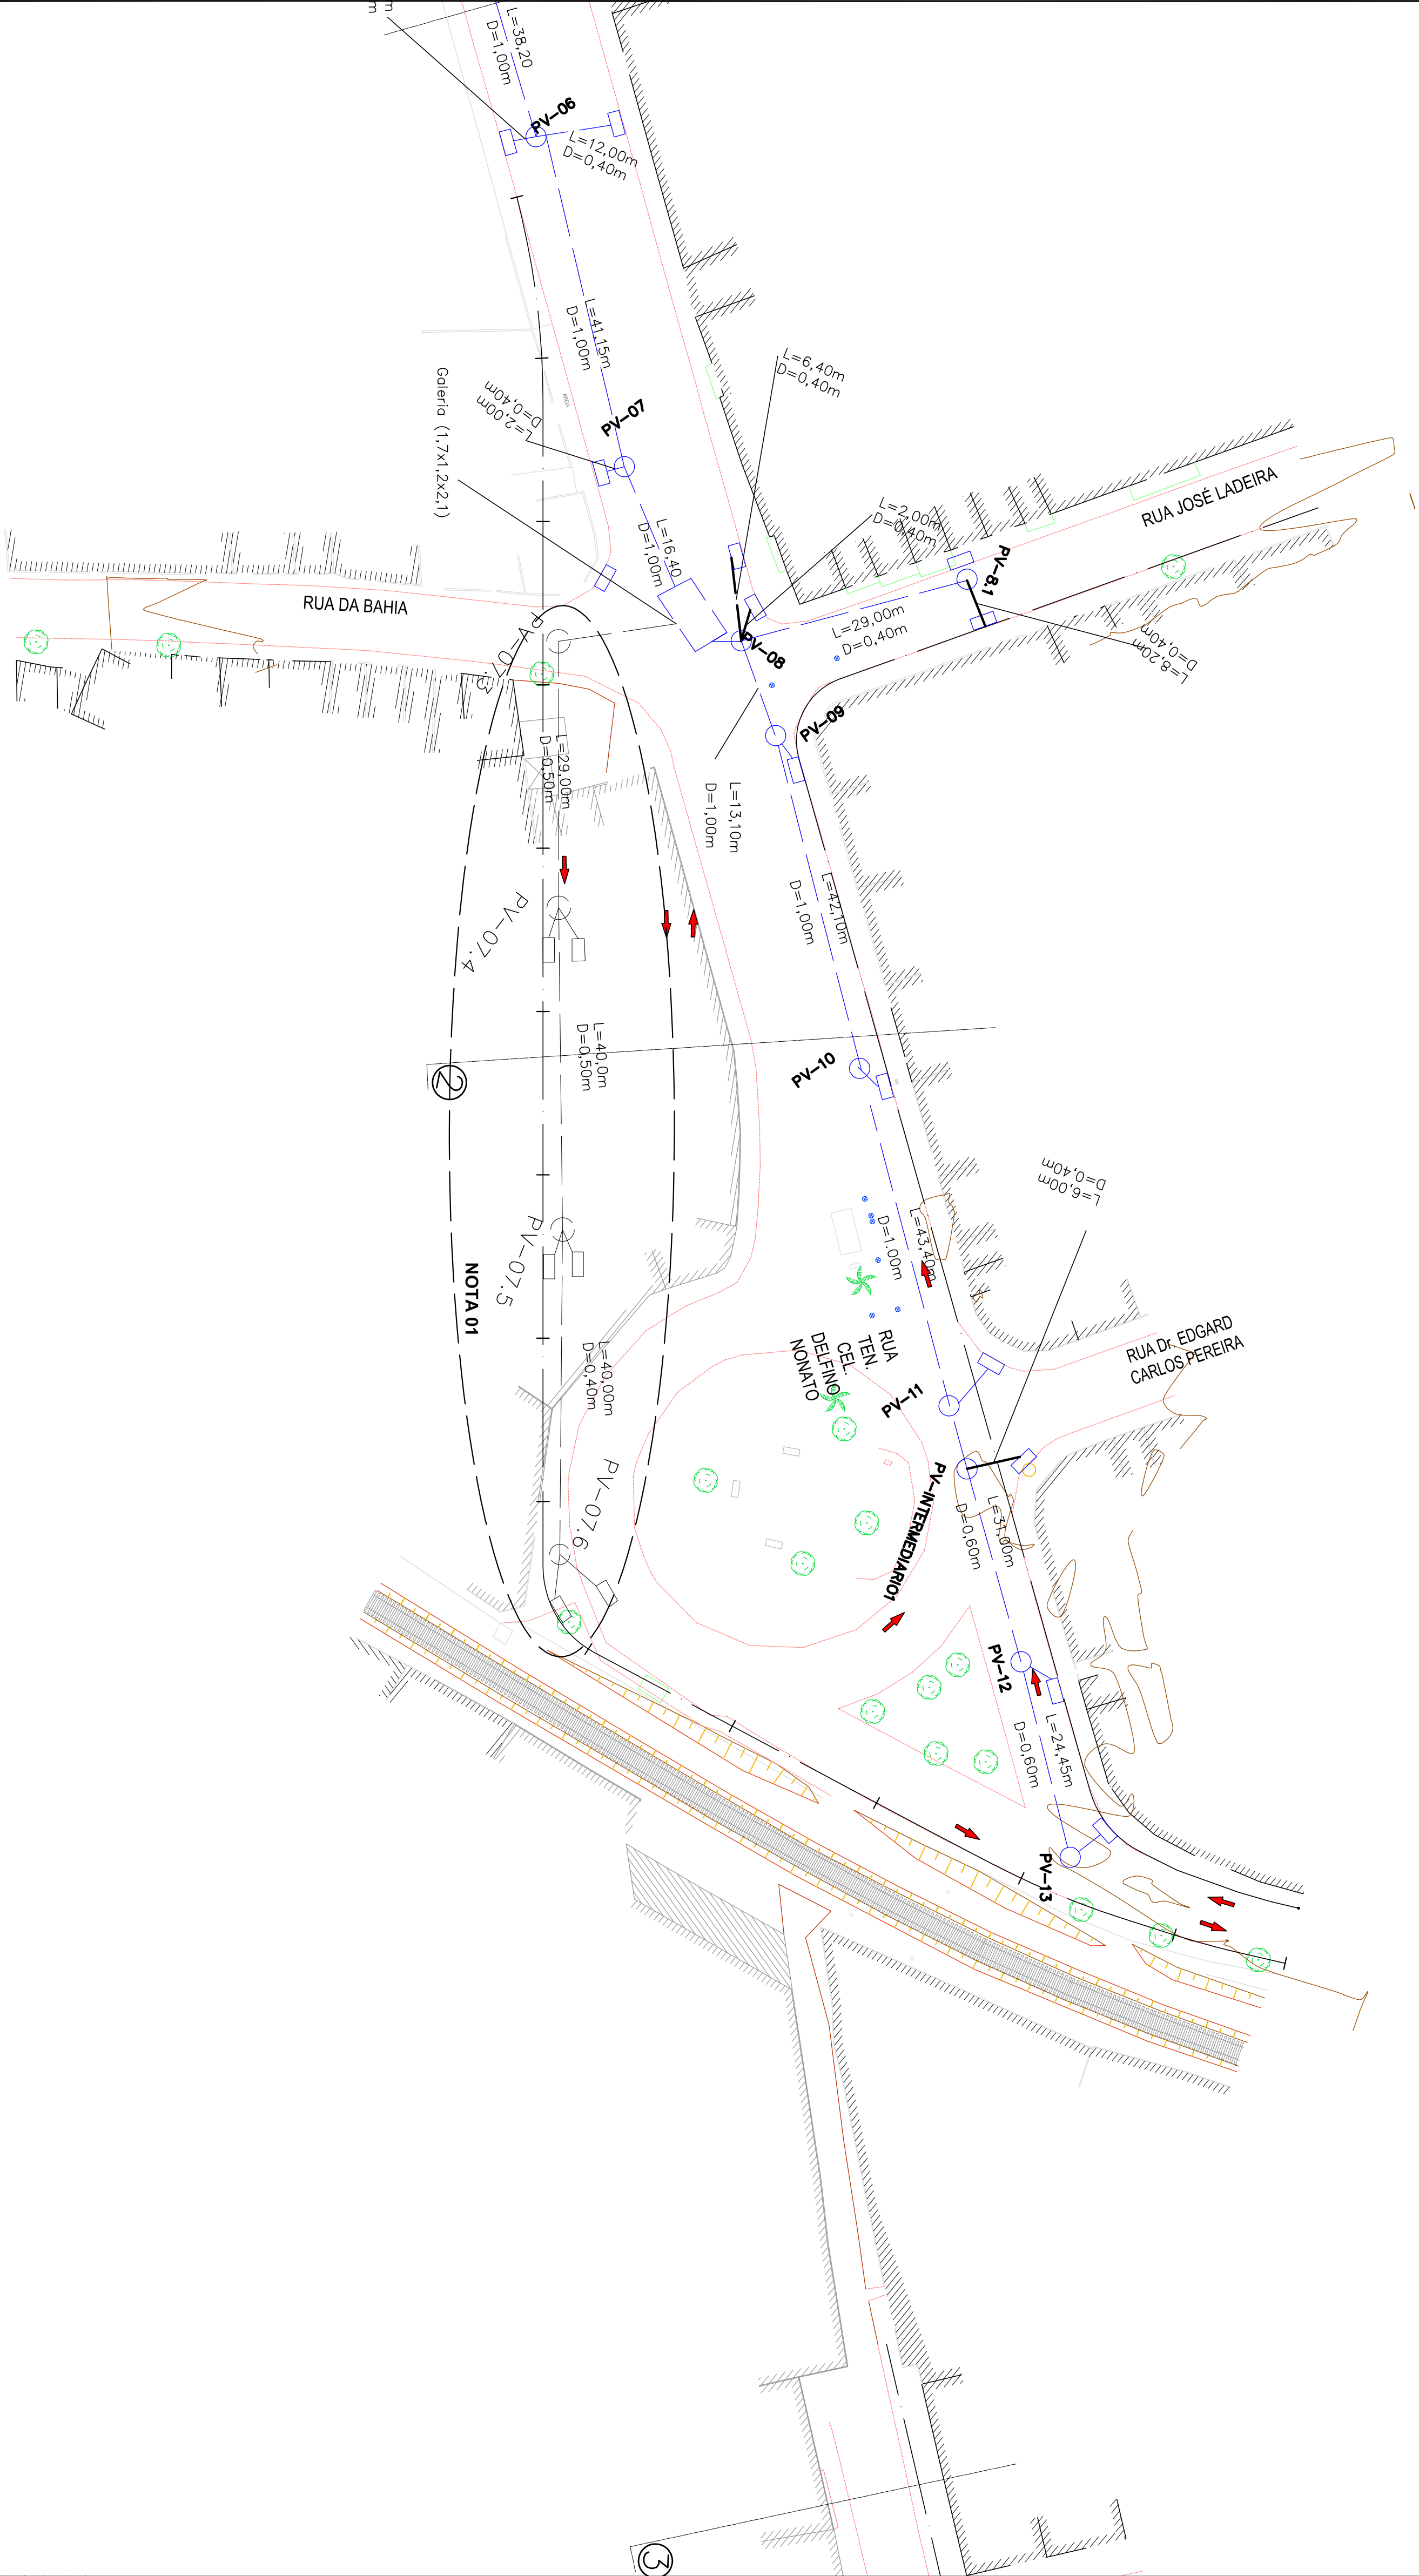 L=38,20
D=1,00m
PV-06
L=12,00m
D=0,40m
L=41,15m
D=1,00m
AREIA
L=6,40m
D=0,40m
Galeria (1,7x1,2x2,1)
L=2,00m
D=0,40m
PV-07
L=16,40
D=1,00m
L=2,00m
D=0,40m
RUA JOSÉ LADEIRA
PV-8.1
L=8,20m
D=0,40m
L=29,00m
D=0,40m
RUA DA BAHIA
PV-08
PV-07.3
PV-09
L=29,00m
D=0,50m
L=13,10m
D=1,00m
L=42,10m
D=1,00m
PV-07.4
L=40,0m
D=0,50m
2
PV-10
L=6,00m
D=0,40m
L=43,40m
D=1.00m
PV-07.5
NOTA 01
RUA
TEN.
CEL.
DELFINO
NONATO
RUA Dr. EDGARD
CARLOS PEREIRA
L=40,00m
D=0,40m
PV-11
PV-07.6
PV-INTERMEDIARIO1
L=31,00m
D=0,60m
PV-12
L=24,45m
D=0,60m
PV-13
3